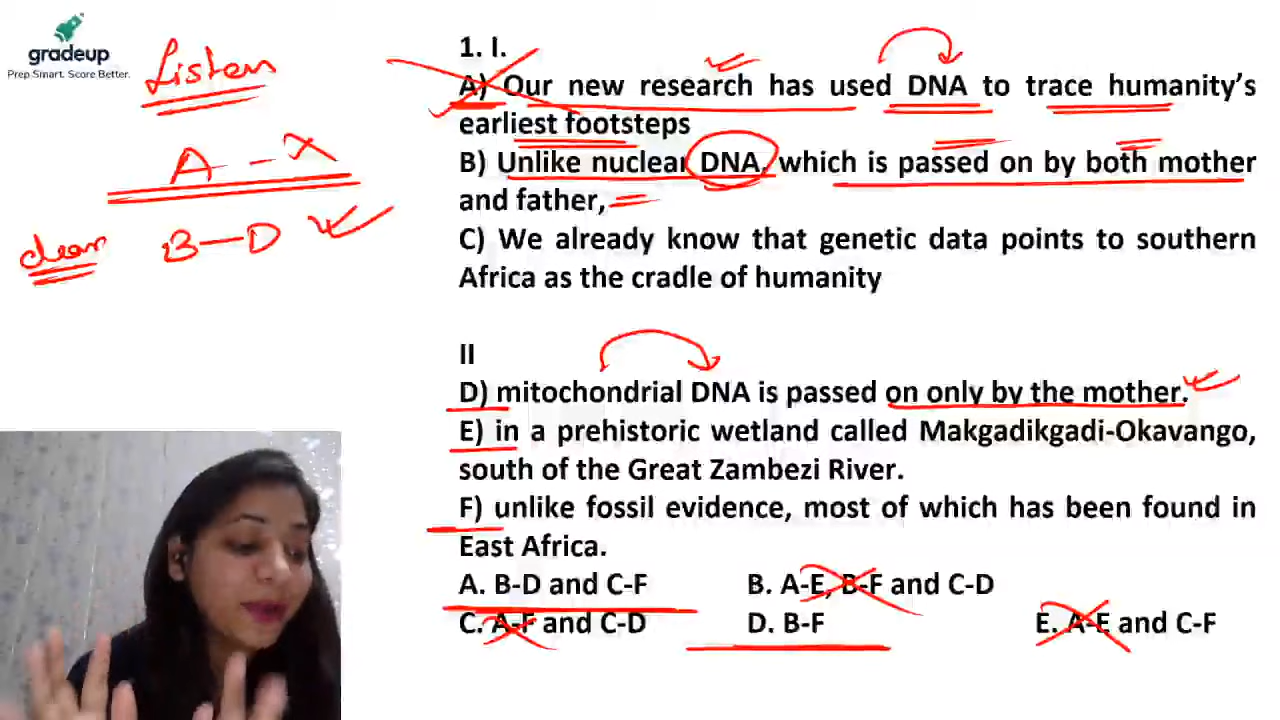 gradeup
Prep Smart. Score Better.
Listen
A - X
clear B - D
1. I.
A) Our new research has used DNA to trace humanity's
earliest footsteps
B) Unlike nuclear DNA, which is passed on by both mother
and father,
C) We already know that genetic data points to southern
Africa as the cradle of humanity
II
D) mitochondrial DNA is passed on only by the mother.
E) in a prehistoric wetland called Makgadikgadi-Okavango,
south of the Great Zambezi River.
F) unlike fossil evidence, most of which has been found in
East Africa.
A. B-D and C-F B. A-E, B-F and C-D
C. A-F and C-D D. B-F E. A-E and C-F